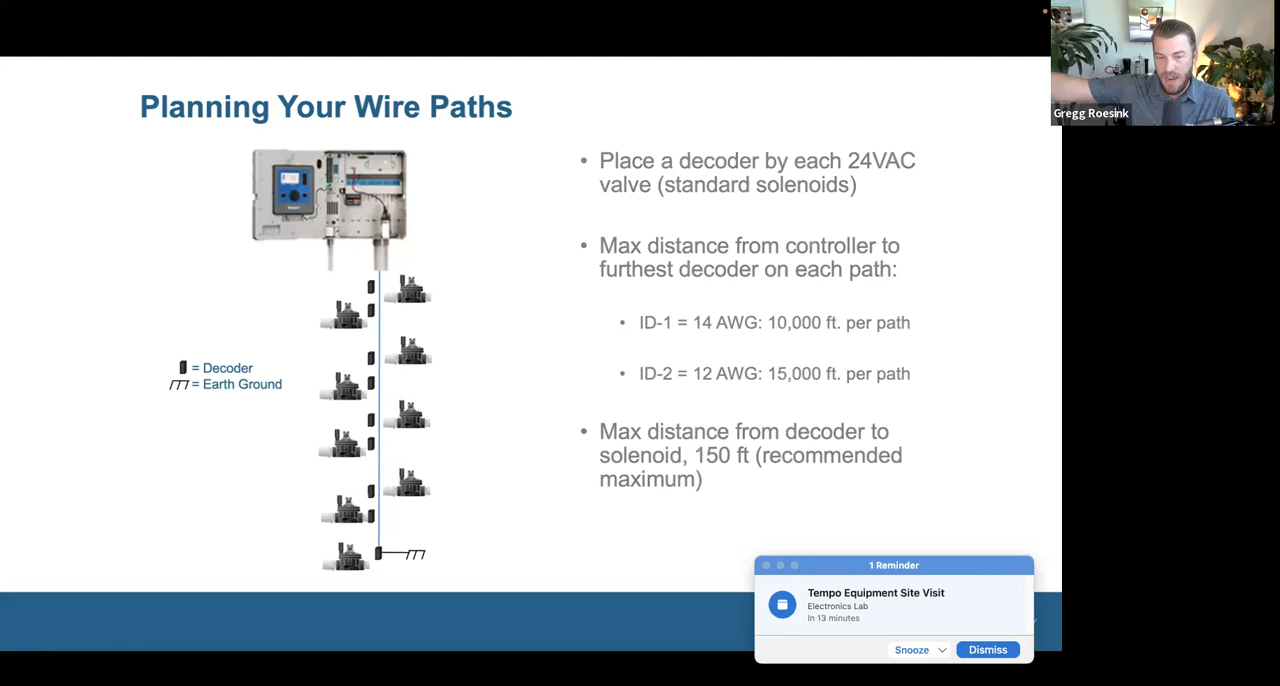 Planning Your Wire Paths
Gregg Roesink
• Place a decoder by each 24VAC
valve (standard solenoids)
• Max distance from controller to
furthest decoder on each path:
• ID-1 = 14 AWG: 10,000 ft. per path
= Decoder
= Earth Ground
• ID-2 = 12 AWG: 15,000 ft. per path
• Max distance from decoder to
solenoid, 150 ft (recommended
maximum)
1 Reminder
Tempo Equipment Site Visit
Electronics Lab
In 13 minutes
Snooze
Dismiss